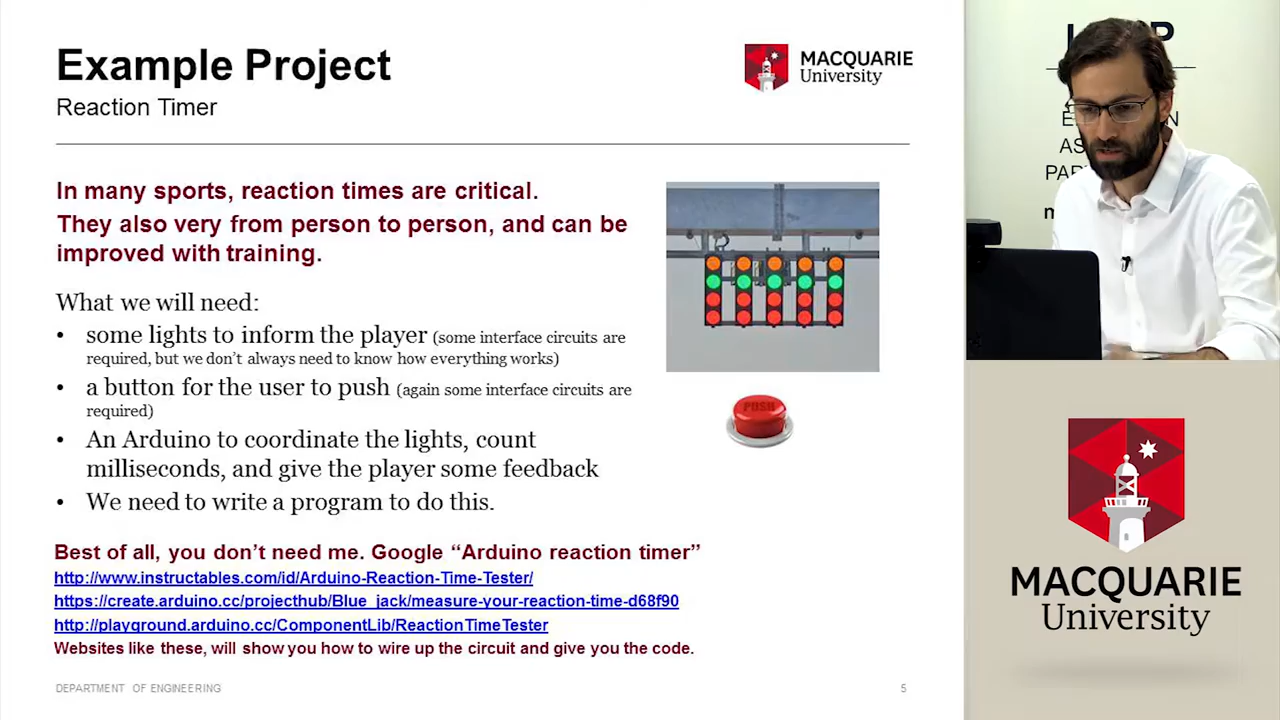 Example Project
Reaction Timer
MACQUARIE
University
In many sports, reaction times are critical.
They also very from person to person, and can be
improved with training.
What we will need:
• some lights to inform the player (some interface circuits are
required, but we don't always need to know how everything works)
• a button for the user to push (again some interface circuits are
required)
• An Arduino to coordinate the lights, count
milliseconds, and give the player some feedback
• We need to write a program to do this.
PUSH
Best of all, you don't need me. Google “Arduino reaction timer”
http://www.instructables.com/id/Arduino-Reaction-Time-Tester/
https://create.arduino.cc/projecthub/Blue_jack/measure-your-reaction-time-d68f90
http://playground.arduino.cc/ComponentLib/ReactionTimeTester
Websites like these, will show you how to wire up the circuit and give you the code.
DEPARTMENT OF ENGINEERING
5
MACQUARIE
University